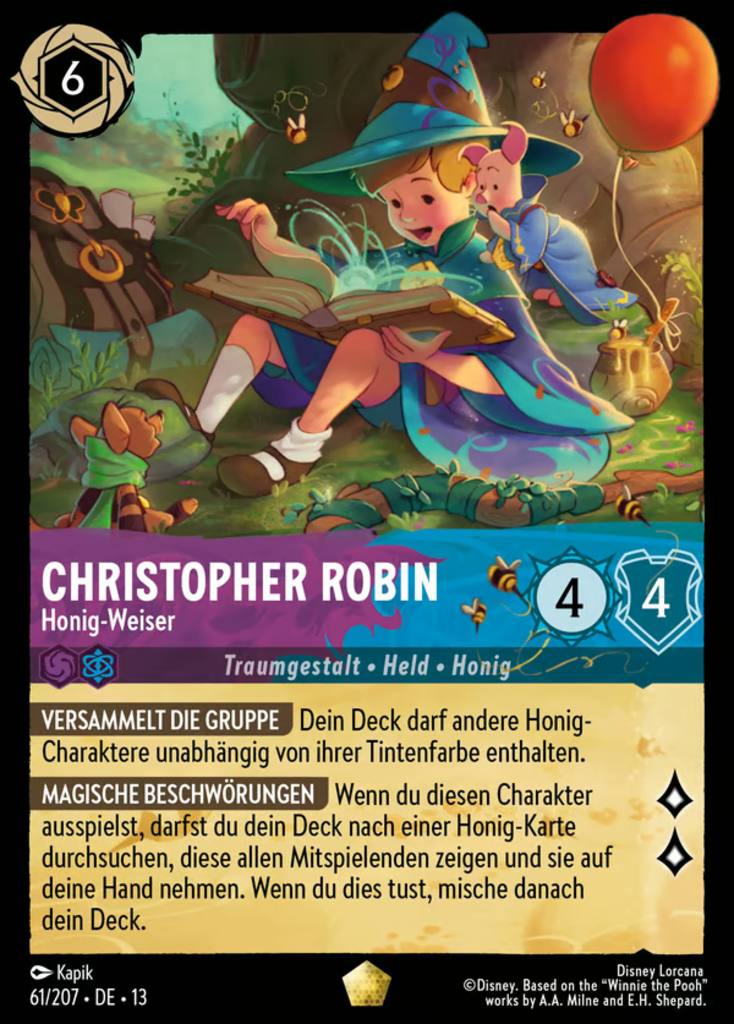 6
CHRISTOPHER ROBIN
Honig-Weiser
4
4
Traumgestalt • Held • Honig
VERSAMMELT DIE GRUPPE Dein Deck darf andere Honig-
Charaktere unabhängig von ihrer Tintenfarbe enthalten.
MAGISCHE BESCHWÖRUNGEN Wenn du diesen Charakter
ausspielst, darfst du dein Deck nach einer Honig-Karte
durchsuchen, diese allen Mitspielenden zeigen und sie auf
deine Hand nehmen. Wenn du dies tust, mische danach
dein Deck.
Kapik
61/207 • DE • 13
Disney Lorcana
©Disney. Based on the “Winnie the Pooh”
works by A.A. Milne and E.H. Shepard.